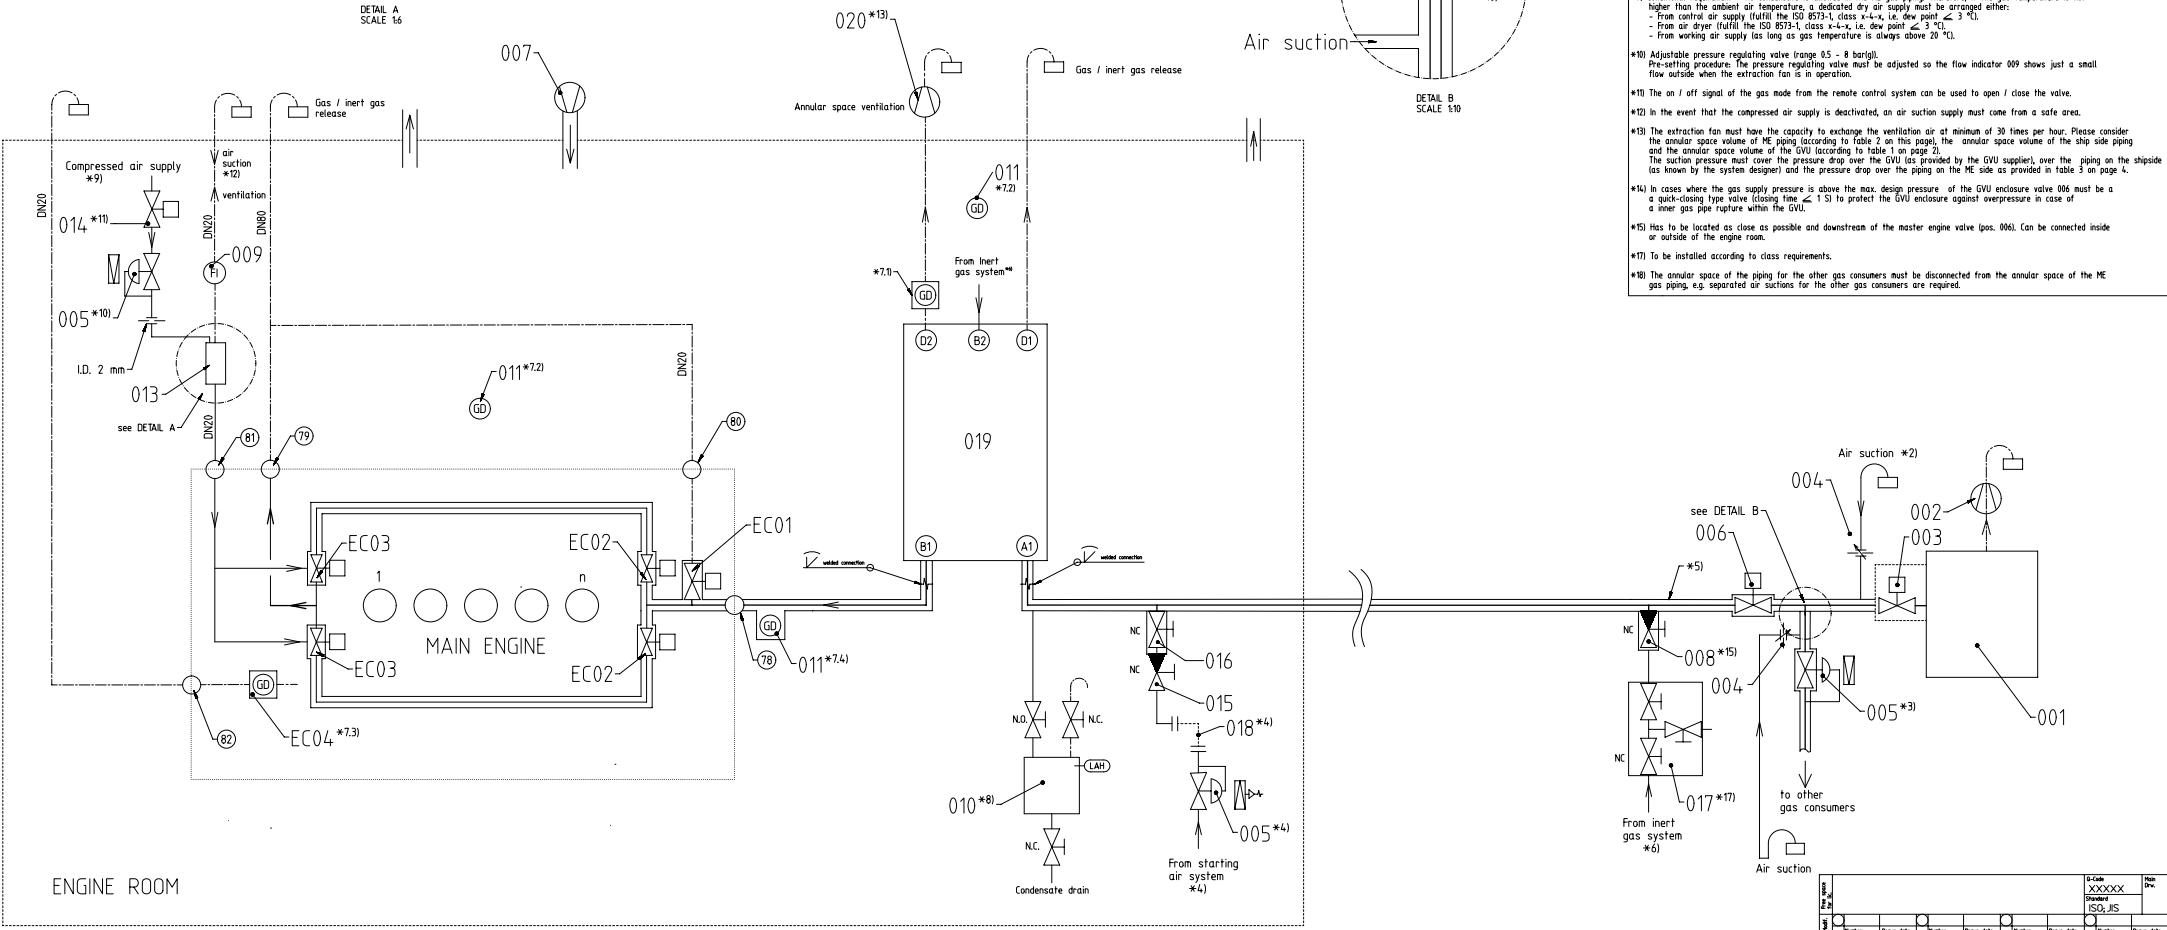 DETAIL A
SCALE 1:6
020 *13)
007
Gas / inert gas release
Annular space ventilation
Gas / inert gas
release
Air suction
DETAIL B
SCALE 1:10
higher than the ambient air temperature, a dedicated dry air supply must be arranged either:
- From control air supply (fulfill the ISO 8573-1, class x-4-x, i.e. dew point ≤ 3 °C).
- From air dryer (fulfill the ISO 8573-1, class x-4-x, i.e. dew point ≤ 3 °C).
- From working air supply (as long as gas temperature is always above 20 °C).
*10) Adjustable pressure regulating valve (range 0.5 - 8 bar(g)).
Pre-setting procedure: The pressure regulating valve must be adjusted so the flow indicator 009 shows just a small
flow outside when the extraction fan is in operation.
*11) The on / off signal of the gas mode from the remote control system can be used to open / close the valve.
*12) In the event that the compressed air supply is deactivated, an air suction supply must come from a safe area.
*13) The extraction fan must have the capacity to exchange the ventilation air at minimum of 30 times per hour. Please consider
the annular space volume of ME piping (according to table 2 on this page), the annular space volume of the ship side piping
and the annular space volume of the GVU (according to table 1 on page 2).
The suction pressure must cover the pressure drop over the GVU (as provided by the GVU supplier), over the piping on the shipside
(as known by the system designer) and the pressure drop over the piping on the ME side as provided in table 3 on page 4.
*14) In cases where the gas supply pressure is above the max. design pressure of the GVU enclosure valve 006 must be a
a quick-closing type valve (closing time ≤ 1 S) to protect the GVU enclosure against overpressure in case of
a inner gas pipe rupture within the GVU.
*15) Has to be located as close as possible and downstream of the master engine valve (pos. 006). Can be connected inside
or outside of the engine room.
*17) To be installed according to class requirements.
*18) The annular space of the piping for the other gas consumers must be disconnected from the annular space of the ME
gas piping, e.g. separated air suctions for the other gas consumers are required.
Compressed air supply
*9)
air
suction
*12)
ventilation
DN20
DN20
DN80
014 *11)
009
FI
005 *10)
I.D. 2 mm
013
see DETAIL A
DN20
011
*7.2)
GD
*7.1)
GD
From Inert
gas system
D2
B2
D1
019
B1
A1
DN20
011 *7.2)
GD
81
79
80
EC03
EC02
EC01
1
n
MAIN ENGINE
EC03
EC02
GD
011 *7.4)
78
GD
EC04 *7.3)
82
welded connection
welded connection
NC
016
NC
015
018 *4)
N.O.
N.C.
LAH
010 *8)
005 *4)
N.C.
Condensate drain
From starting
air system
*4)
ENGINE ROOM
Air suction *2)
004
002
003
see DETAIL B
006
*5)
NC
008 *15)
004
005 *3)
001
NC
017 *17)
From inert
gas system
*6)
to other
gas consumers
Air suction
Free space
for lic.
Q-Code
XXXXX
Main
Drw.
Standard
ISO; JIS